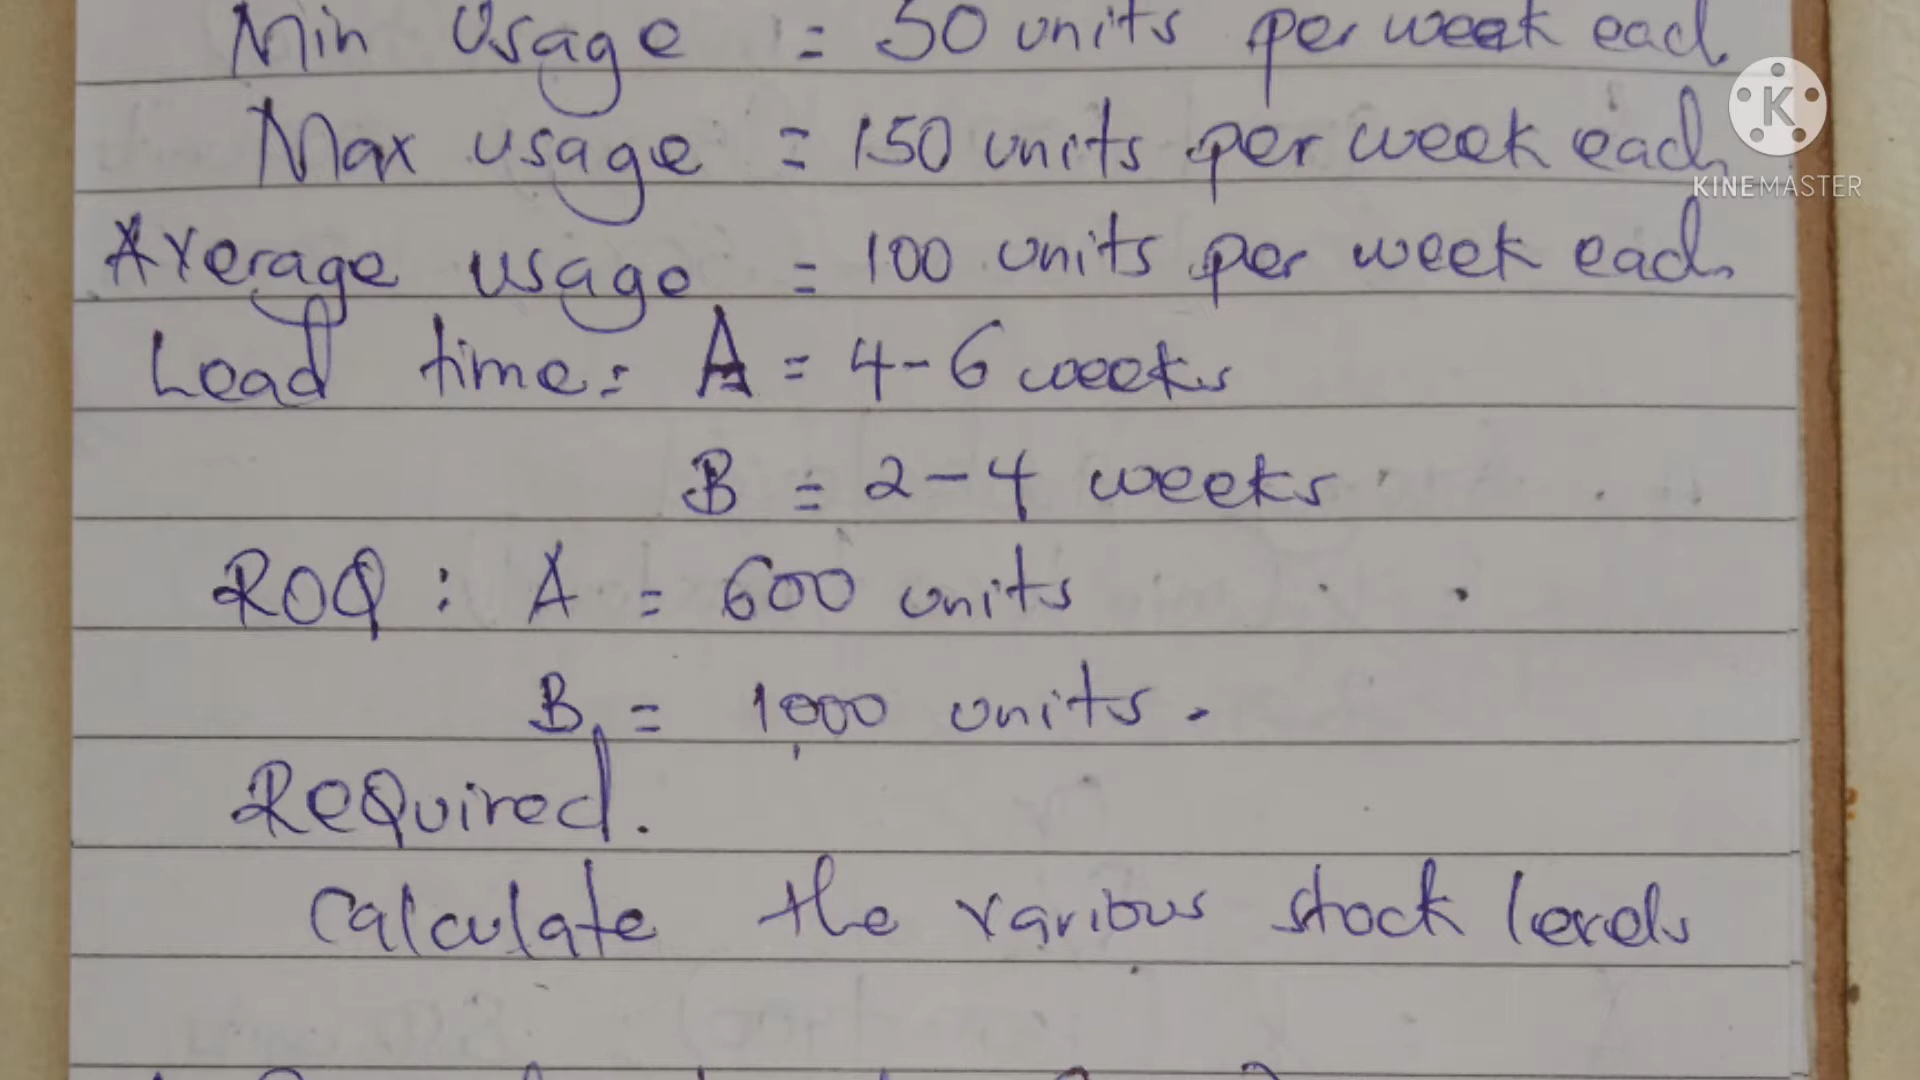 Min Usage = 50 units per week each
Max usage = 150 units per week each
KINEMASTER
Average usage = 100 units per week each
Lead time: A = 4-6 weeks
B = 2-4 weeks
ROQ: A = 600 units
B = 1000 units.
Required.
Calculate the various stock levels